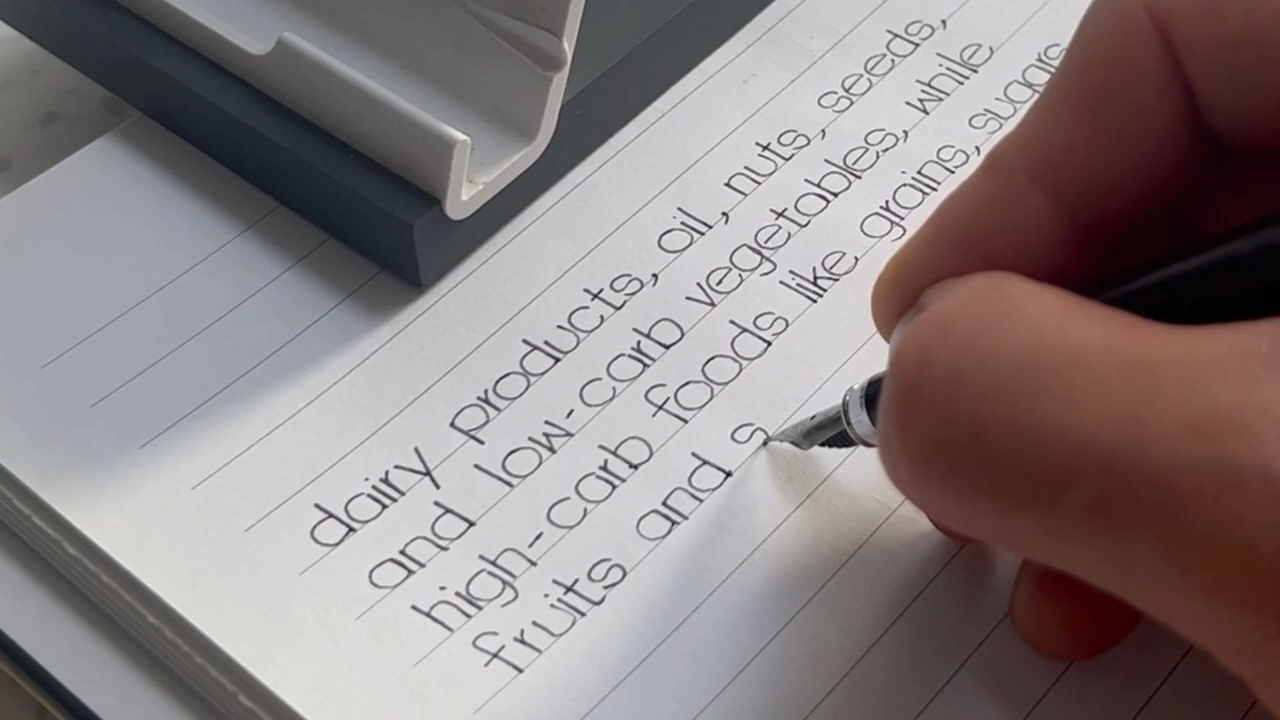 dairy products, oil, nuts, seeds,
and low-carb vegetables, while
high-carb foods like grains, sugars
fruits and s